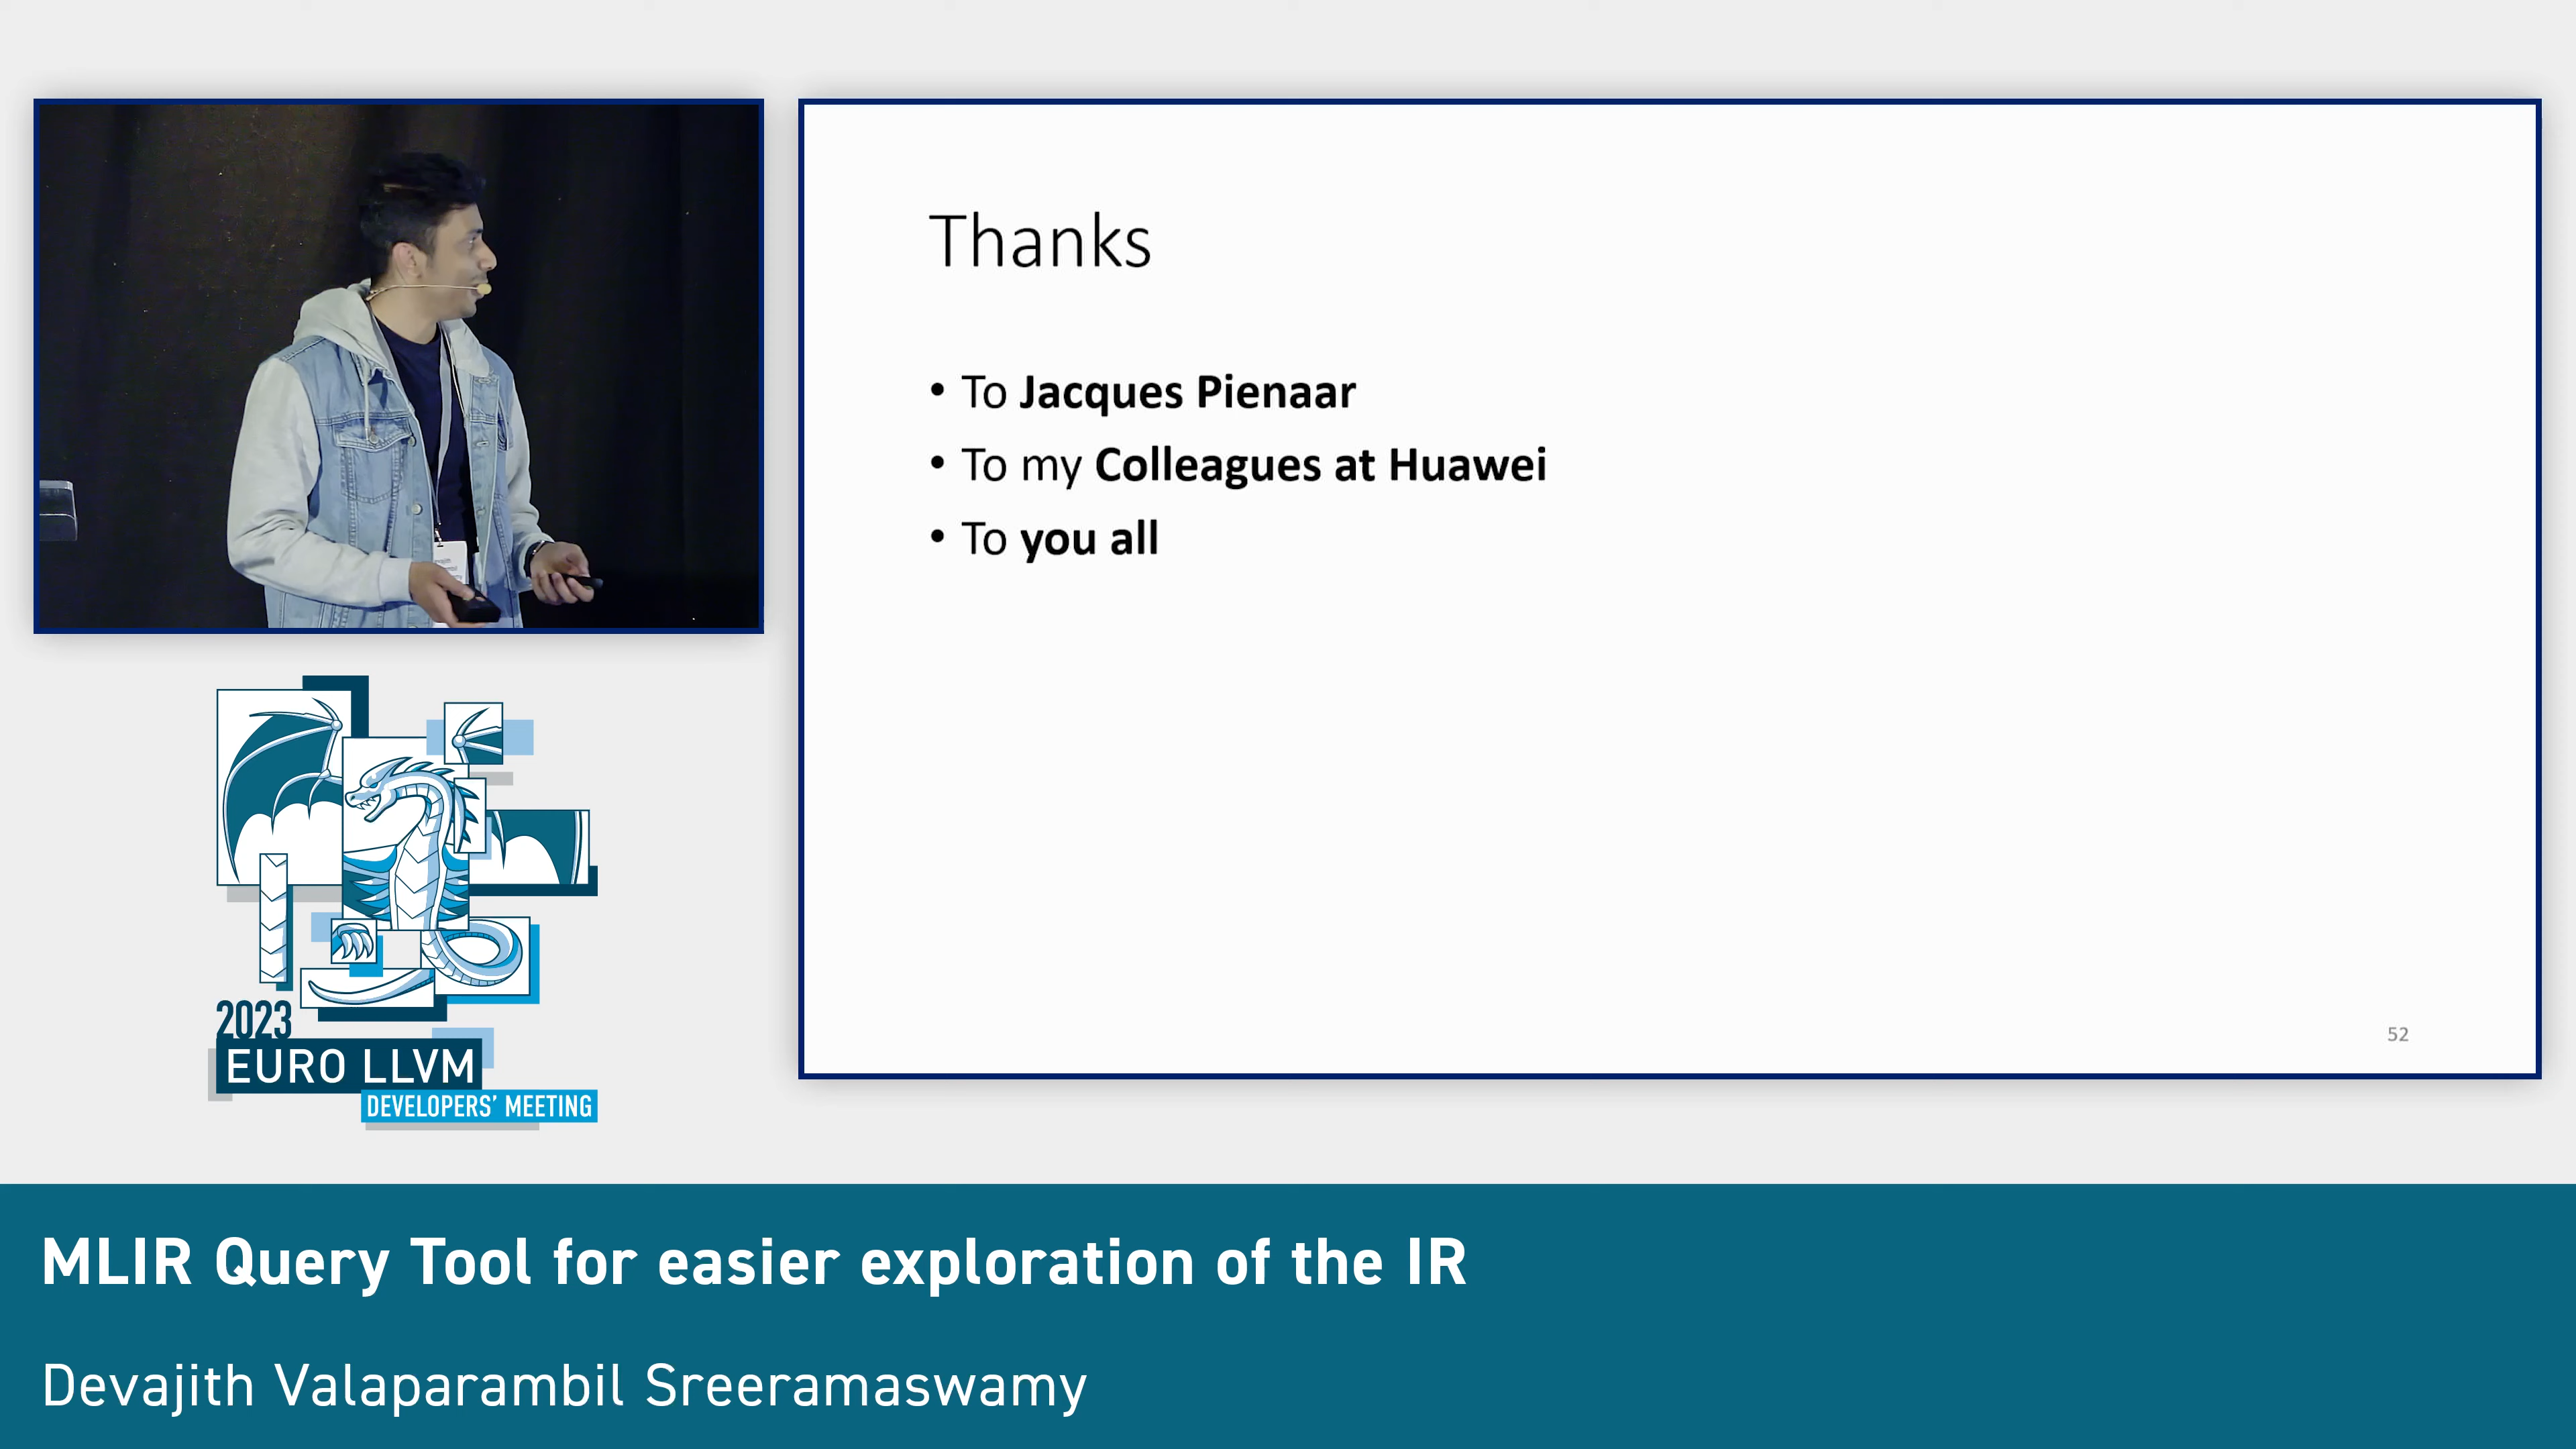 Thanks
• To Jacques Pienaar
• To my Colleagues at Huawei
• To you all
52
2023
EURO LLVM
DEVELOPERS' MEETING
MLIR Query Tool for easier exploration of the IR
Devajith Valaparambil Sreeramaswamy